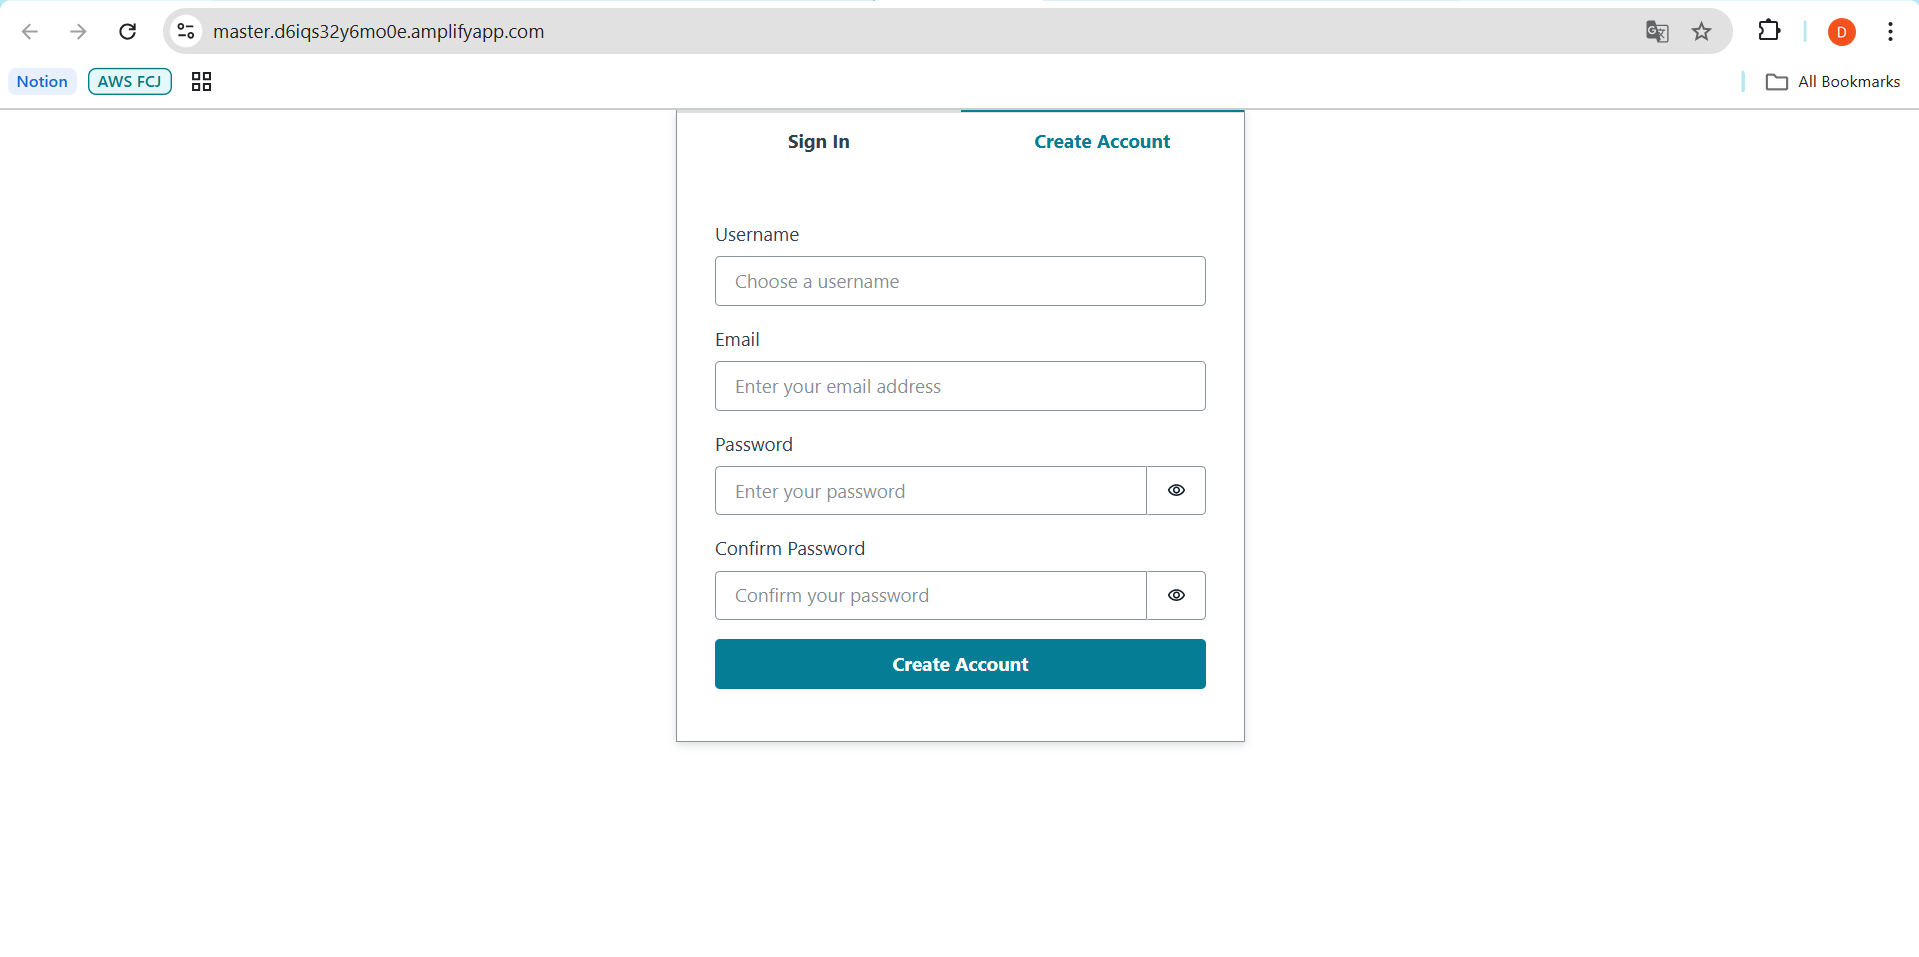 master.d6iqs32y6mo0e.amplifyapp.com
D
Notion
AWS FCJ
All Bookmarks
Sign In
Create Account
Username
Choose a username
Email
Enter your email address
Password
Enter your password
Confirm Password
Confirm your password
Create Account